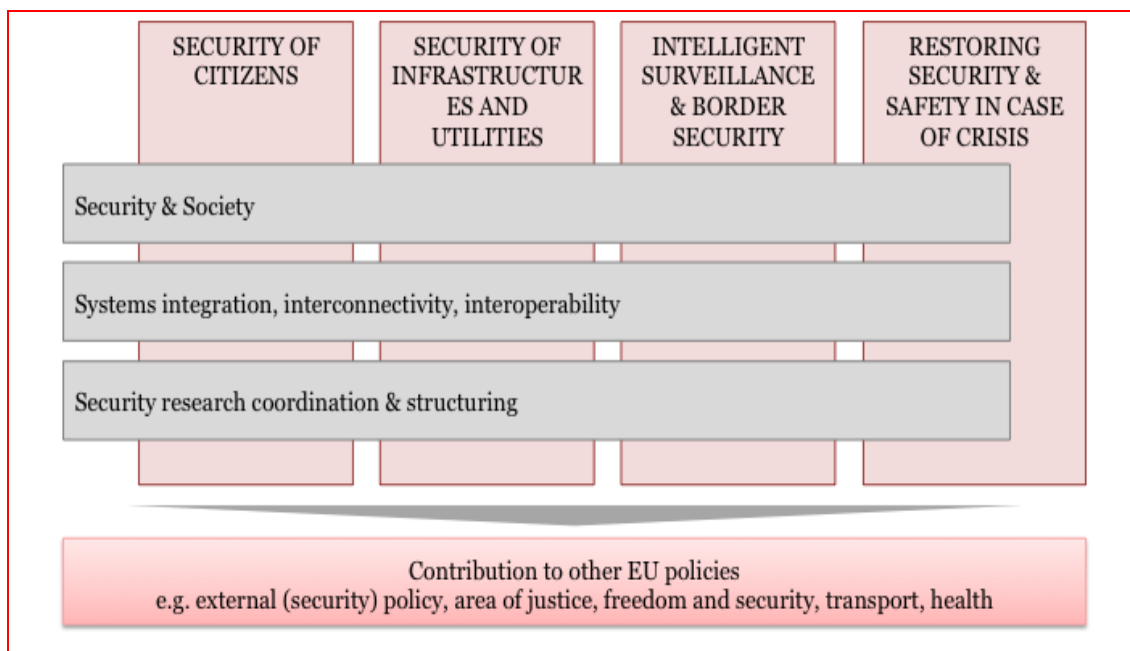 SECURITY OF
CITIZENS
SECURITY OF
INFRASTRUCTUR
ES AND
UTILITIES
INTELLIGENT
SURVEILLANCE
& BORDER
SECURITY
RESTORING
SECURITY &
SAFETY IN CASE
OF CRISIS
Security & Society
Systems integration, interconnectivity, interoperability
Security research coordination & structuring
Contribution to other EU policies
e.g. external (security) policy, area of justice, freedom and security, transport, health